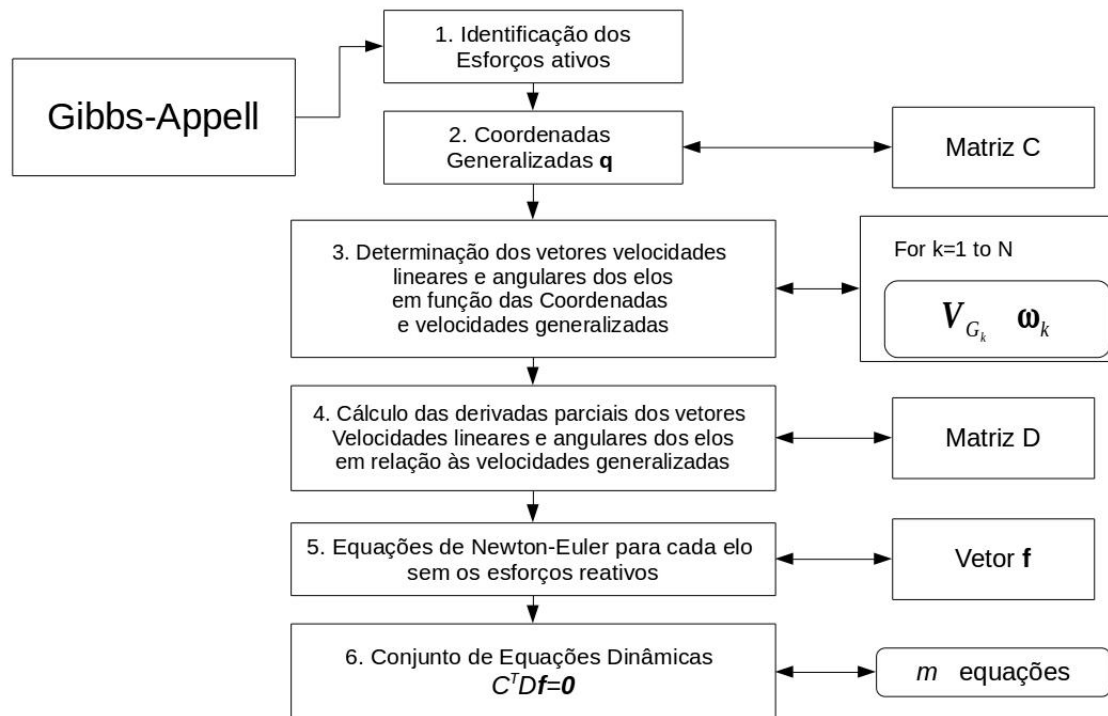 Gibbs-Appell
1. Identificação dos
Esforços ativos
2. Coordenadas
Generalizadas q
Matriz C
3. Determinação dos vetores velocidades
lineares e angulares dos elos
em função das Coordenadas
e velocidades generalizadas
For k=1 to N
V_{G_k} ω_k
4. Cálculo das derivadas parciais dos vetores
Velocidades lineares e angulares dos elos
em relação às velocidades generalizadas
Matriz D
5. Equações de Newton-Euler para cada elo
sem os esforços reativos
Vetor f
6. Conjunto de Equações Dinâmicas
C^T Df=0
m equações